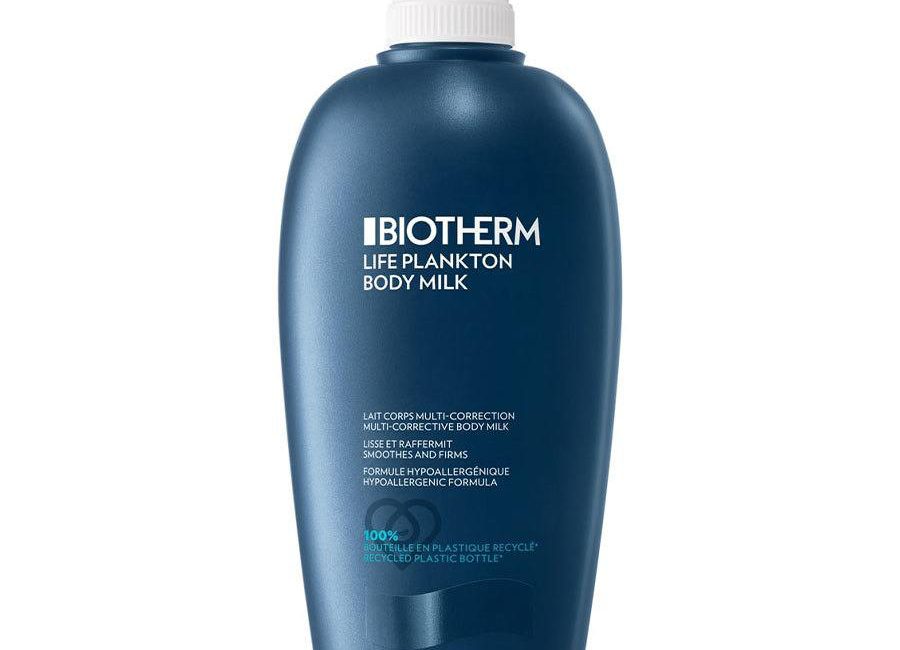 BIOTHERM
LIFE PLANKTON
BODY MILK
LAIT CORPS MULTI-CORRECTION
MULTI-CORRECTIVE BODY MILK
LISSE ET RAFFERMIT
SMOOTHES AND FIRMS
FORMULE HYPOALLERGÉNIQUE
HYPOALLERGENIC FORMULA
100%
BOUTEILLE EN PLASTIQUE RECYCLÉ*
RECYCLED PLASTIC BOTTLE*